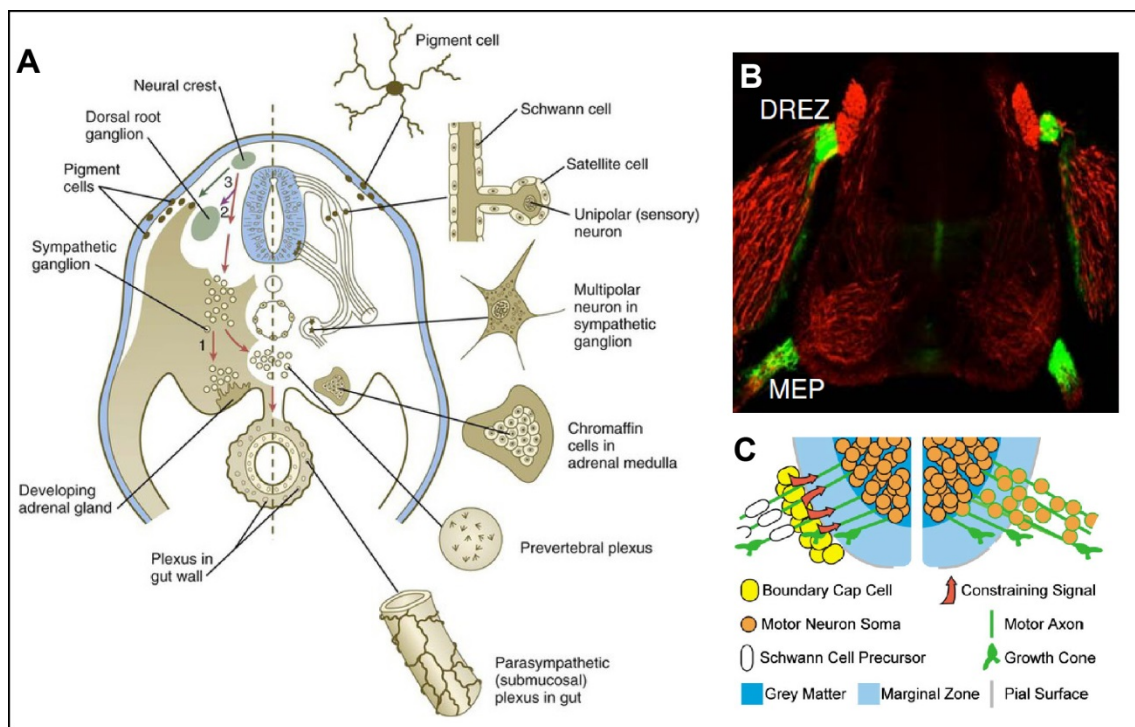 A
Pigment cell
Neural crest
Dorsal root
ganglion
Pigment
cells
Sympathetic
ganglion
3
2
1
Schwann cell
Satellite cell
Unipolar (sensory)
neuron
Multipolar
neuron in
sympathetic
ganglion
Chromaffin
cells in
adrenal medulla
Developing
adrenal gland
Plexus in
gut wall
Prevertebral plexus
Parasympathetic
(submucosal)
plexus in gut
B
DREZ
MEP
C
Boundary Cap Cell
Constraining Signal
Motor Neuron Soma
Motor Axon
Schwann Cell Precursor
Growth Cone
Grey Matter
Marginal Zone
Pial Surface